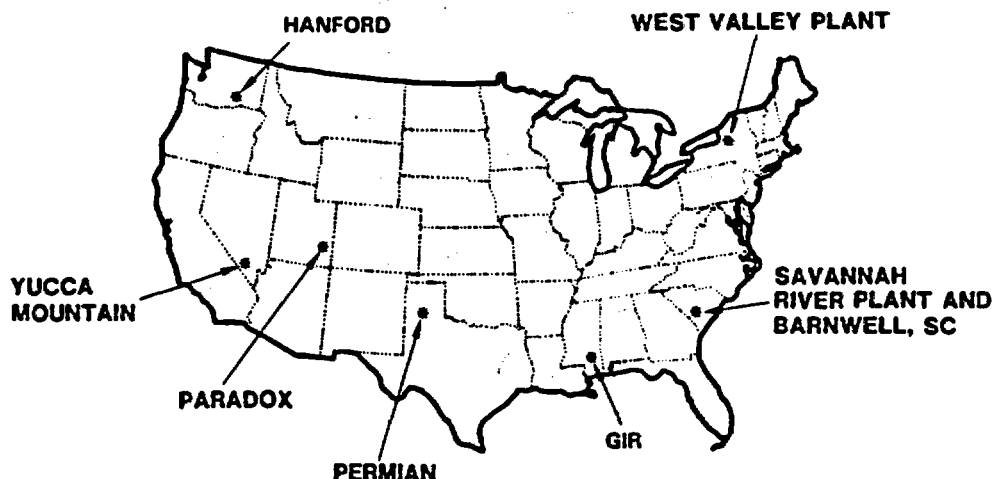 HANFORD
WEST VALLEY PLANT
YUCCA
MOUNTAIN
SAVANNAH
RIVER PLANT AND
BARNWELL, SC
PARADOX
GIR
PERMIAN